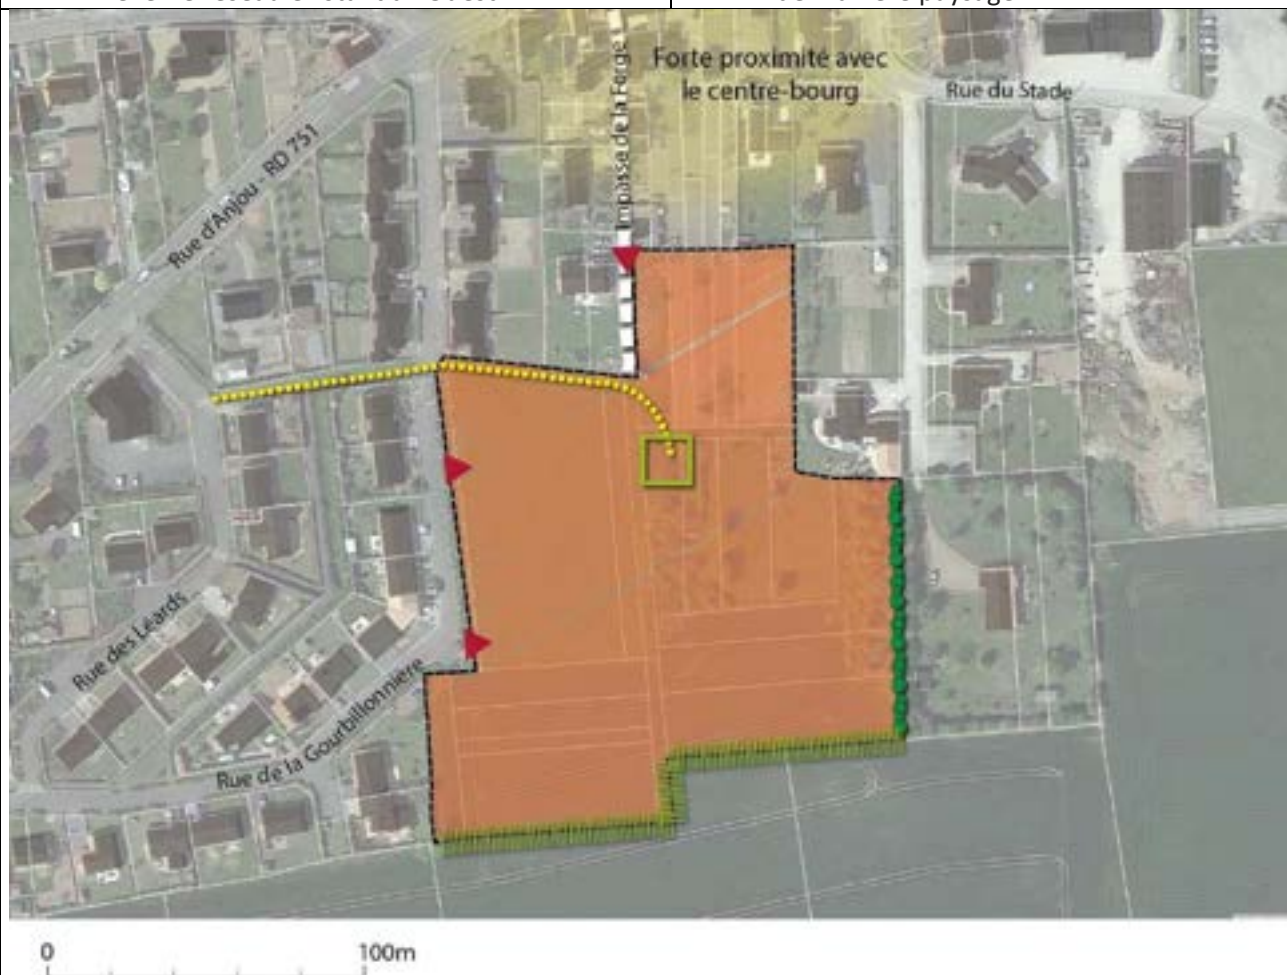 Forte proximité avec
le centre-bourg
Rue du Stade
Impasse de la Forge
Rue d'Anjou - RD 751
Rue des Léards
Rue de la Gourbillonnière
0 100m